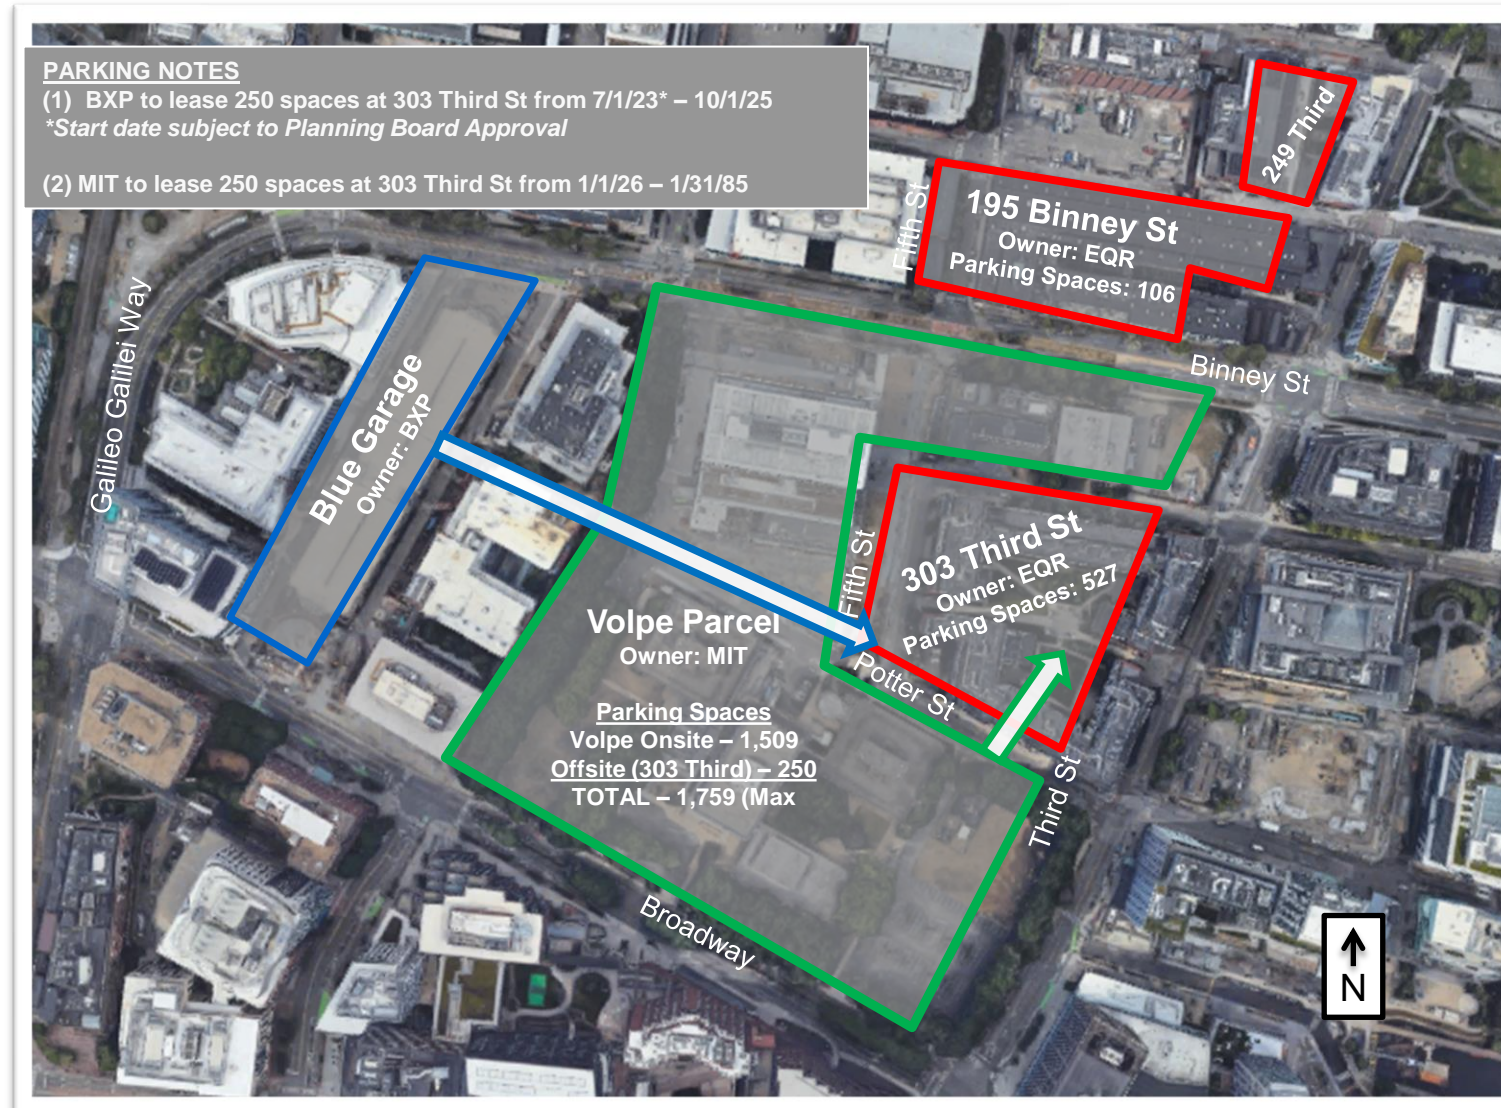 PARKING NOTES
(1) BXP to lease 250 spaces at 303 Third St from 7/1/23* – 10/1/25
*Start date subject to Planning Board Approval
(2) MIT to lease 250 spaces at 303 Third St from 1/1/26 – 1/31/85
249 Third
Fifth St
195 Binney St
Owner: EQR
Parking Spaces: 106
Binney St
Galileo Galilei Way
Blue Garage
Owner: BXP
Fifth St
303 Third St
Owner: EQR
Parking Spaces: 527
Potter St
Volpe Parcel
Owner: MIT
Parking Spaces
Volpe Onsite – 1,509
Offsite (303 Third) – 250
TOTAL – 1,759 (Max
Third St
Broadway
N